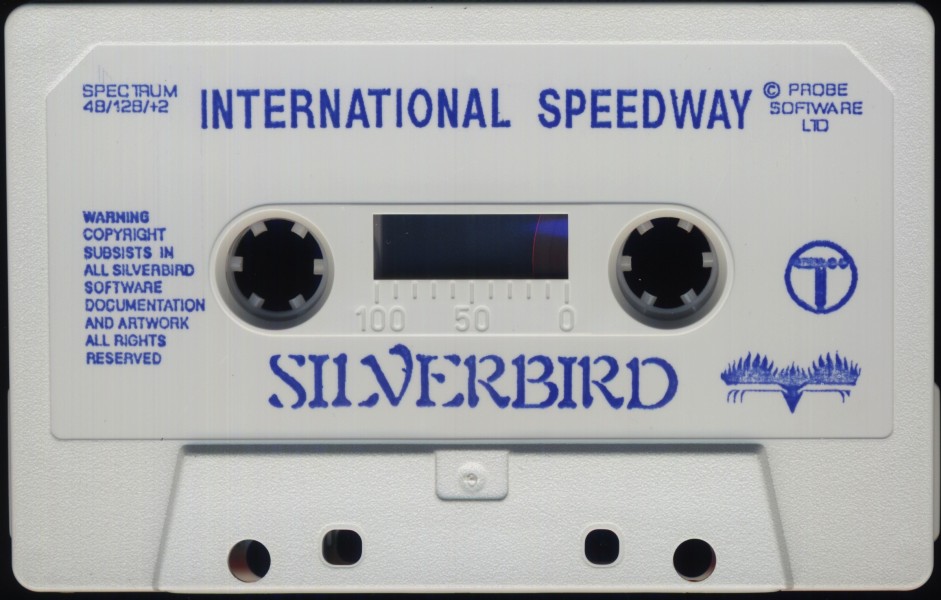 SPECTRUM
48/128/+2
INTERNATIONAL SPEEDWAY
© PROBE
SOFTWARE
LTD
WARNING
COPYRIGHT
SUBSISTS IN
ALL SILVERBIRD
SOFTWARE
DOCUMENTATION
AND ARTWORK
ALL RIGHTS
RESERVED
100 50 0
SILVERBIRD